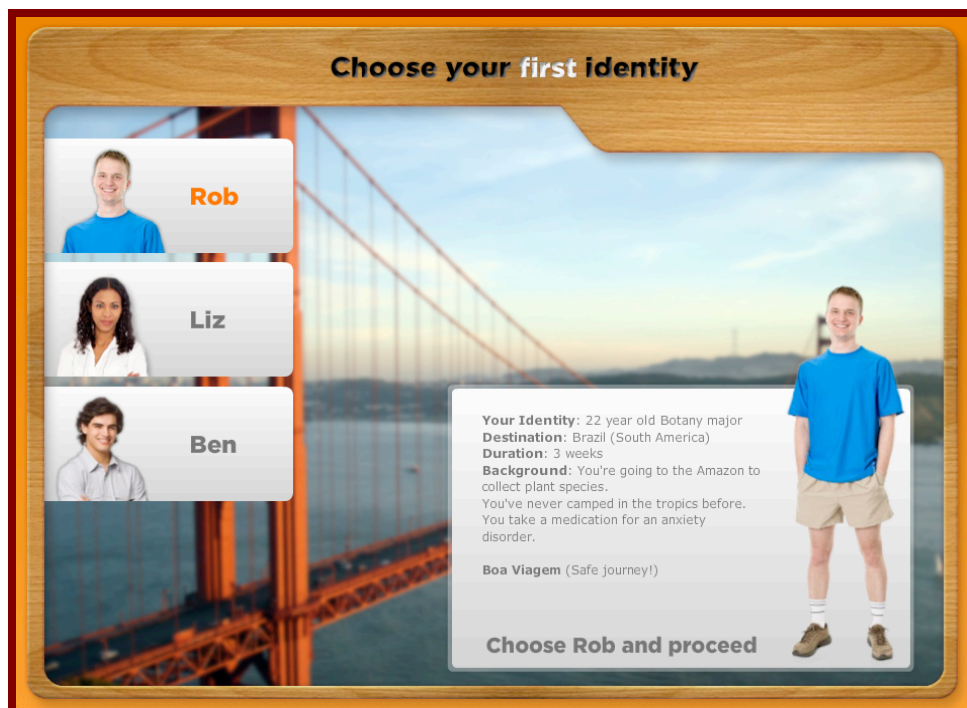 Choose your first identity
Rob
Liz
Ben
Your Identity: 22 year old Botany major
Destination: Brazil (South America)
Duration: 3 weeks
Background: You're going to the Amazon to
collect plant species.
You've never camped in the tropics before.
You take a medication for an anxiety
disorder.
Boa Viagem (Safe journey!)
Choose Rob and proceed